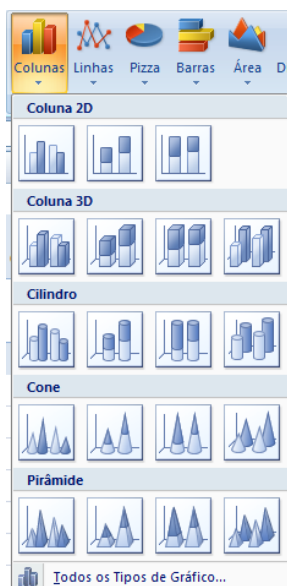 Colunas Linhas Pizza Barras Área D
Coluna 2D
Coluna 3D
Cilindro
Cone
Pirâmide
Todos os Tipos de Gráfico...